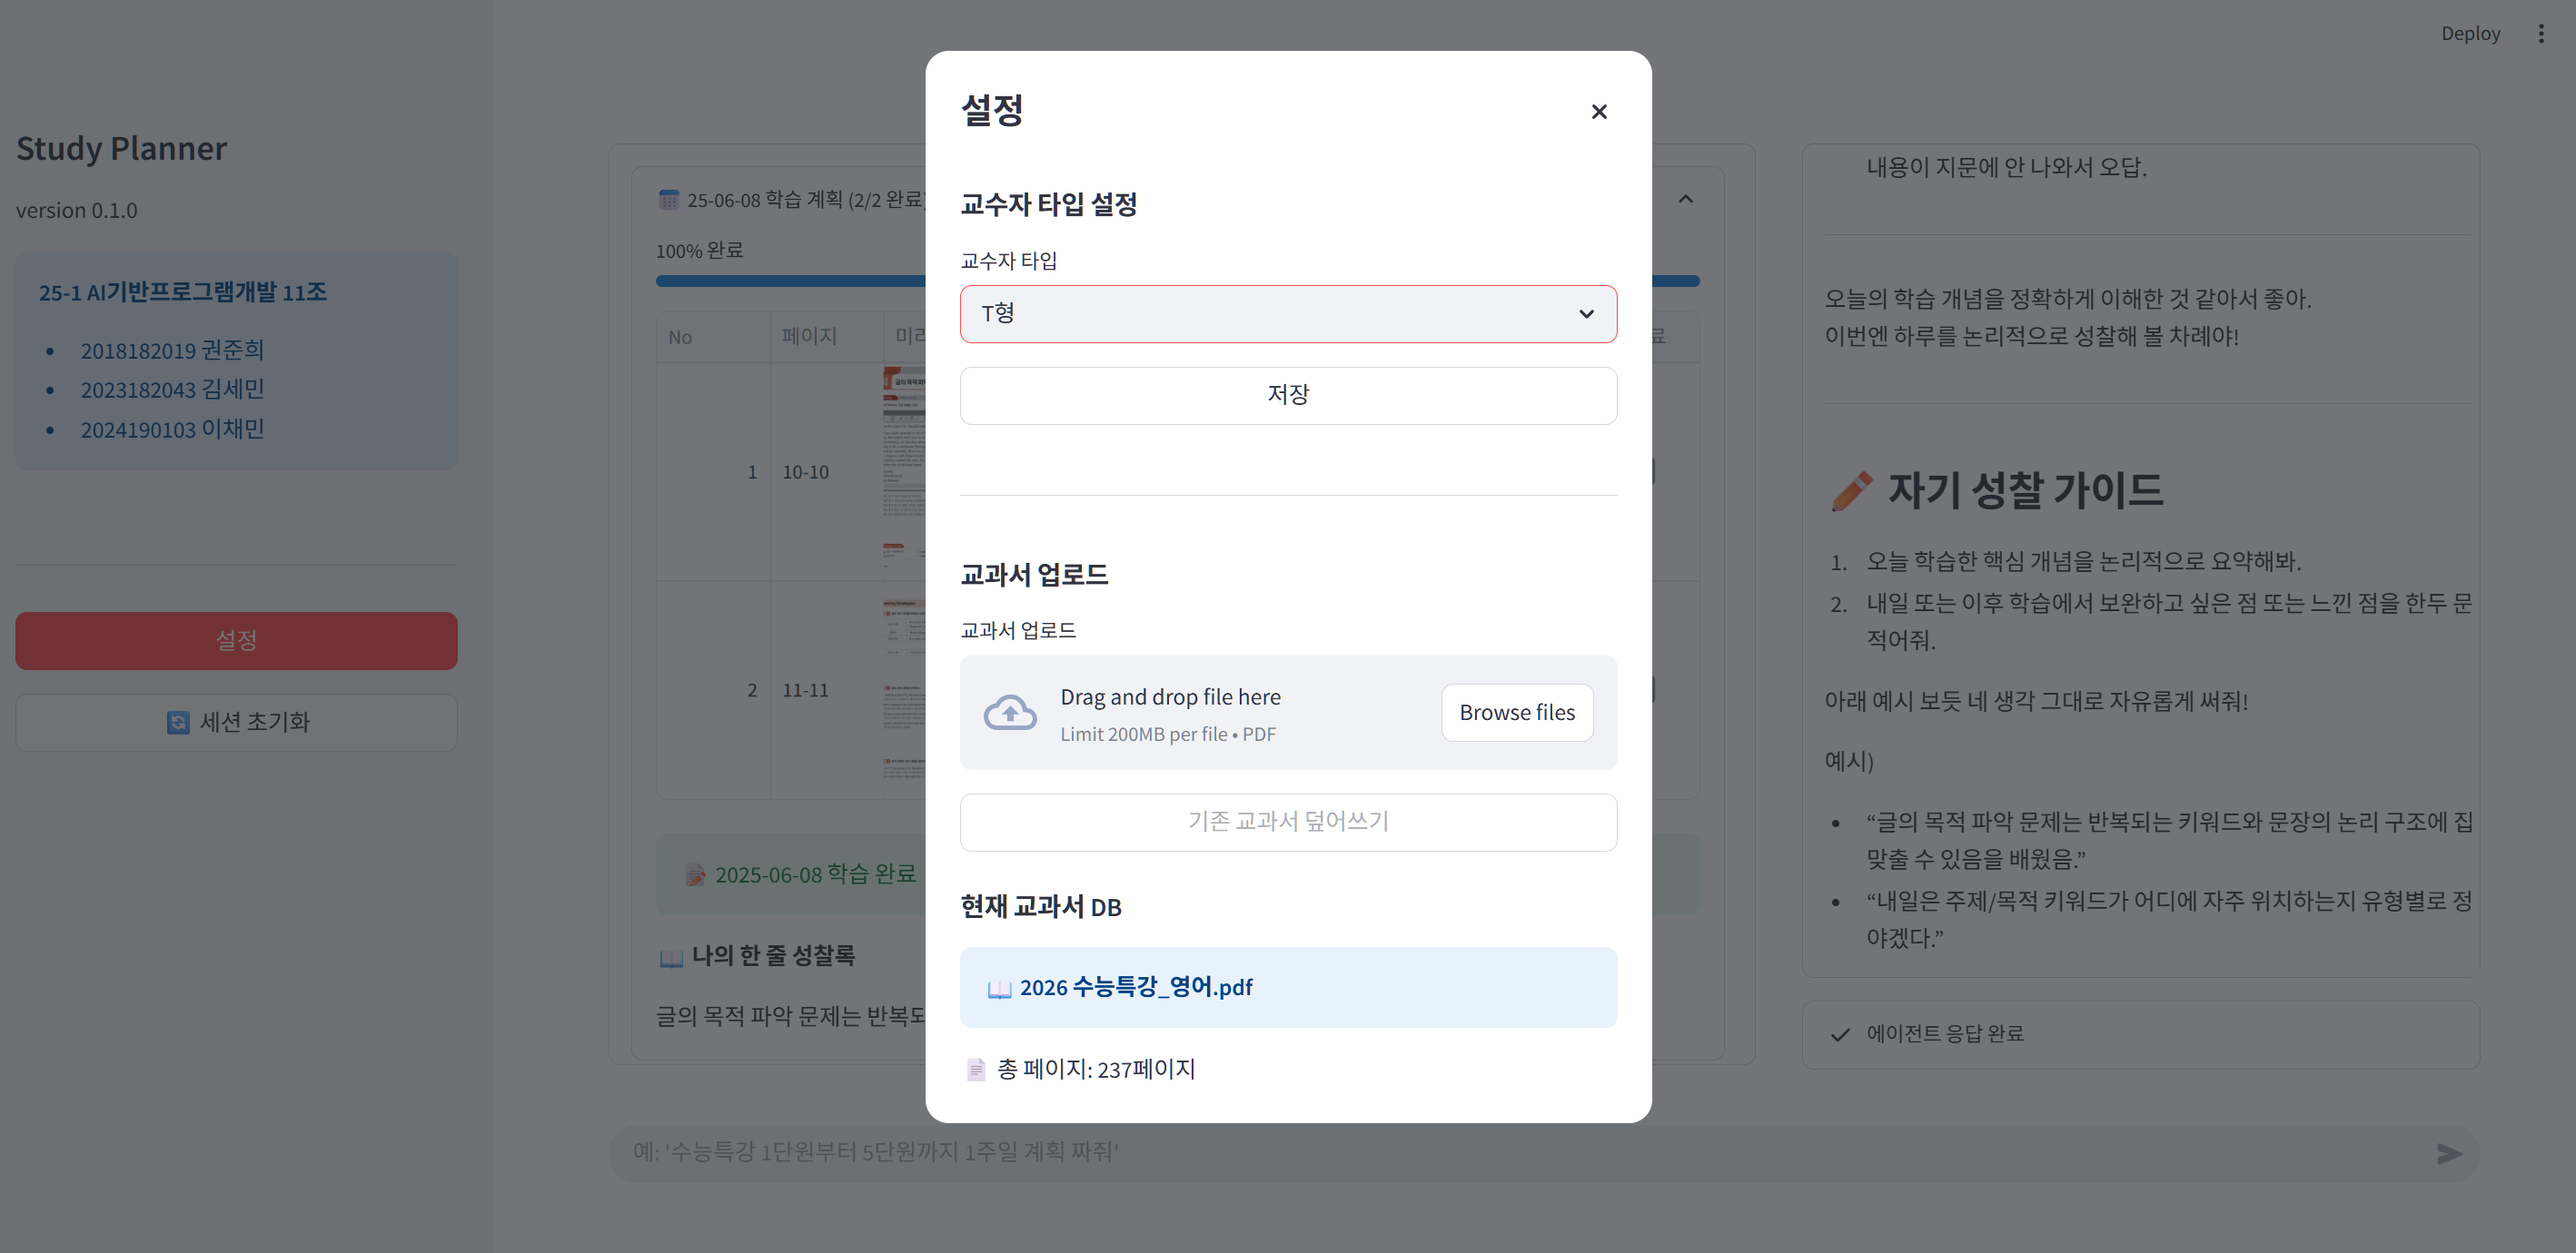 Deploy
Study Planner
version 0.1.0
25-1 AI기반프로그램개발 11조
2018182019 권준희
2023182043 김세민
2024190103 이채민
설정
세션 초기화
25-06-08 학습 계획 (2/2 완료)
100% 완료
No 페이지
1 10-10
2 11-11
2025-06-08 학습 완료
나의 한 줄 성찰록
글의 목적 파악 문제는 반복되
설정
교수자 타입 설정
교수자 타입
T형
저장
교과서 업로드
교과서 업로드
Drag and drop file here
Limit 200MB per file • PDF
Browse files
기존 교과서 덮어쓰기
현재 교과서 DB
2026 수능특강_영어.pdf
총 페이지: 237페이지
내용이 지문에 안 나와서 오답.
오늘의 학습 개념을 정확하게 이해한 것 같아서 좋아.
이번엔 하루를 논리적으로 성찰해 볼 차례야!
자기 성찰 가이드
1. 오늘 학습한 핵심 개념을 논리적으로 요약해봐.
2. 내일 또는 이후 학습에서 보완하고 싶은 점 또는 느낀 점을 한두 문
적어줘.
아래 예시 보듯 네 생각 그대로 자유롭게 써줘!
예시)
“글의 목적 파악 문제는 반복되는 키워드와 문장의 논리 구조에 집
맞출 수 있음을 배웠음.”
“내일은 주제/목적 키워드가 어디에 자주 위치하는지 유형별로 정
야겠다.”
에이전트 응답 완료
예: '수능특강 1단원부터 5단원까지 1주일 계획 짜줘'